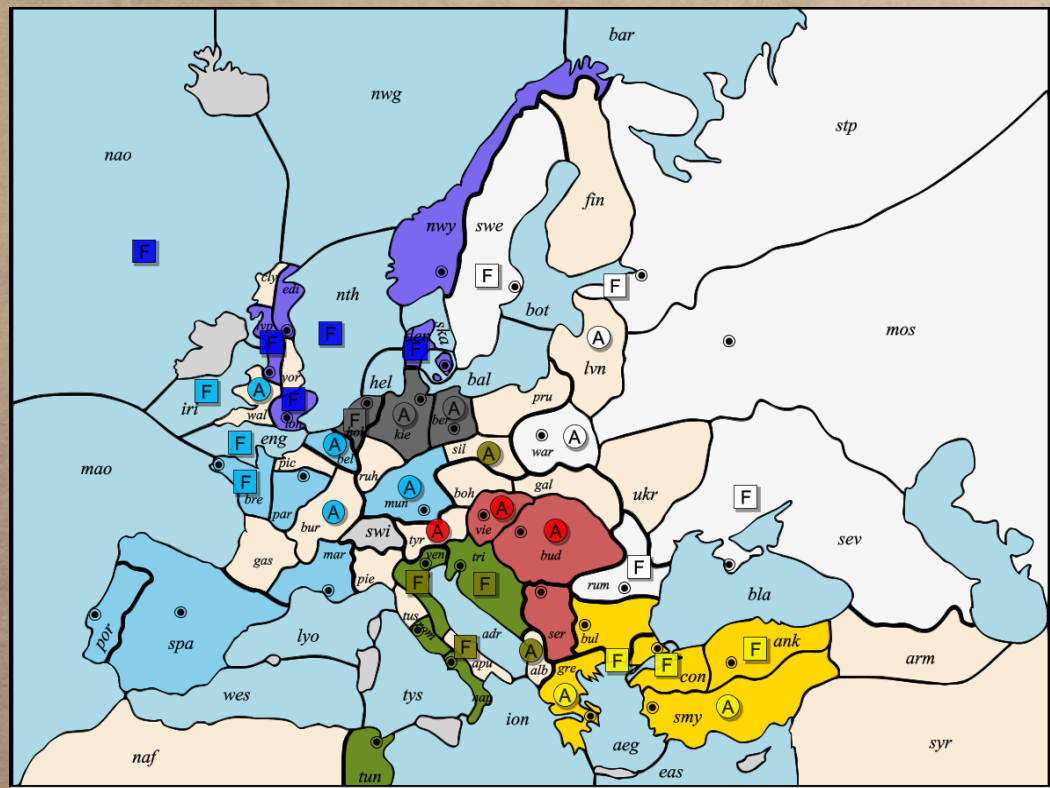 bar
nwg
stp
nao
fin
nwy
swe
F
F
cly
edi
nth
F
bot
F
ska
mos
F
den
F
F
lvn
A
yor
hel
bal
F
A
pru
irl
wal
F
lon
F
A
ber
A
kie
eng
F
A
bel
sil
A
war
A
mao
pic
ruh
bre
F
mun
A
boh
gal
ukr
F
par
bur
A
vie
A
swi
tyr
A
bud
A
sev
gas
mar
ven
tri
pie
F
F
rum
F
bla
tus
rom
ser
bul
por
spa
lyo
adr
F
apu
alb
A
gre
F
F
con
ank
F
arm
wes
tys
nap
ion
A
smy
A
aeg
syr
naf
tun
eas